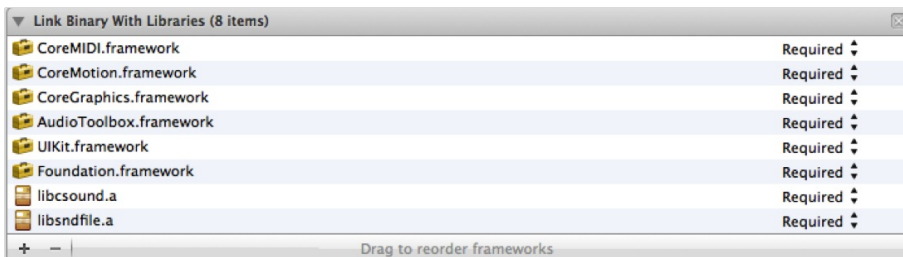 Link Binary With Libraries (8 items)
CoreMIDI.framework Required
CoreMotion.framework Required
CoreGraphics.framework Required
AudioToolbox.framework Required
UIKit.framework Required
Foundation.framework Required
libcsound.a Required
libsndfile.a Required
+ − Drag to reorder frameworks